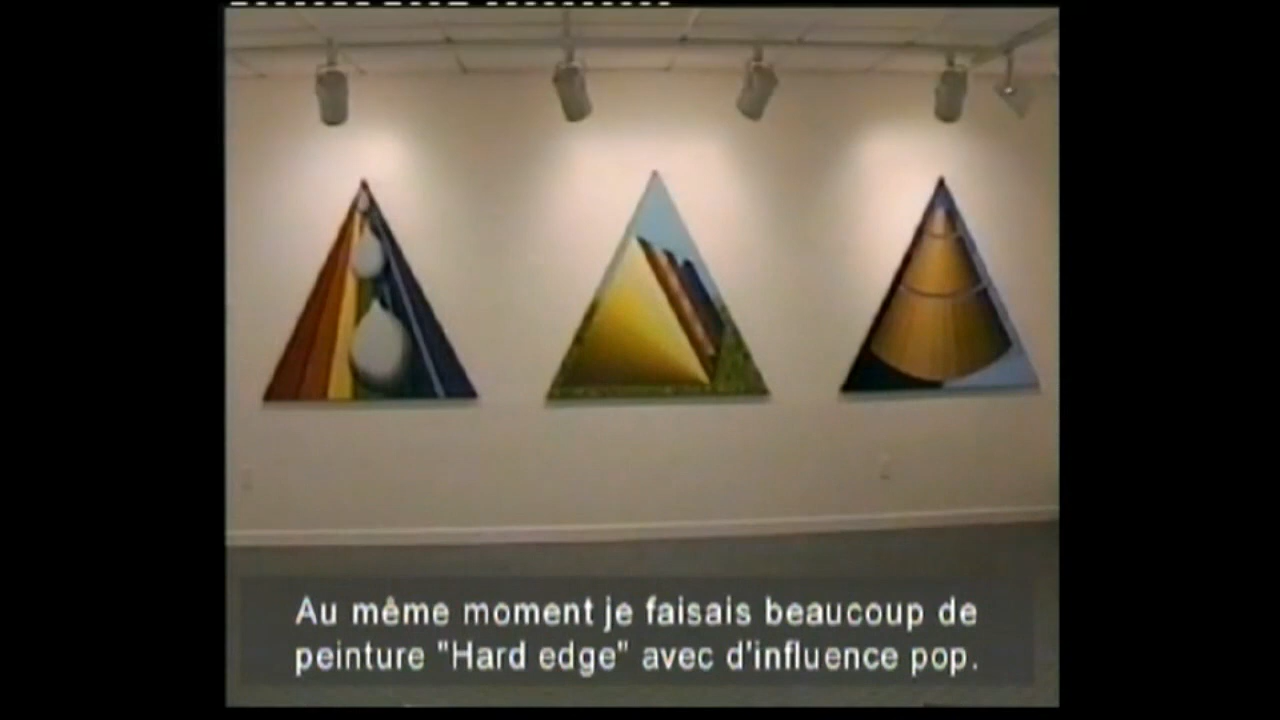 Au même moment je faisais beaucoup de
peinture "Hard edge" avec d'influence pop.